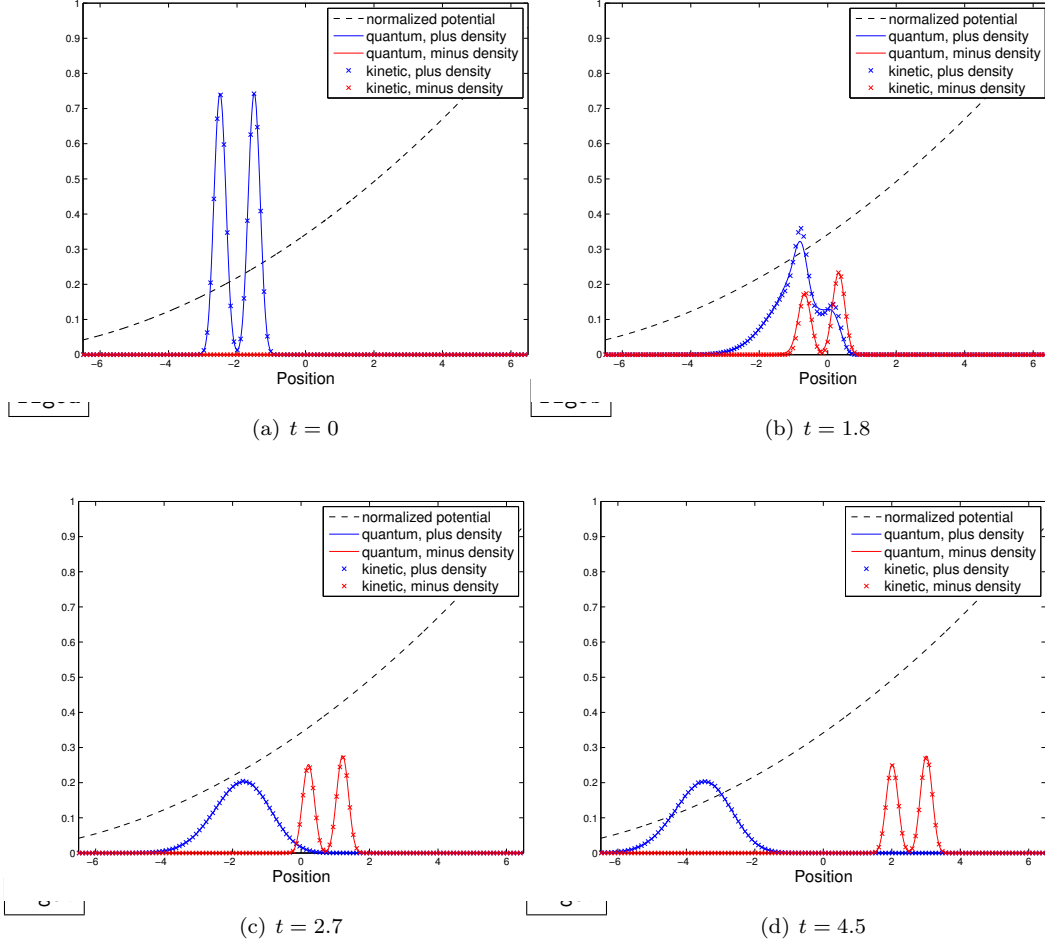 1
0.9
0.8
0.7
0.6
0.5
0.4
0.3
0.2
0.1
0
−6 −4 −2 0 2 4 6
Position
normalized potential
quantum, plus density
quantum, minus density
kinetic, plus density
kinetic, minus density
(a) t = 0
1
0.9
0.8
0.7
0.6
0.5
0.4
0.3
0.2
0.1
0
−6 −4 −2 0 2 4 6
Position
normalized potential
quantum, plus density
quantum, minus density
kinetic, plus density
kinetic, minus density
(b) t = 1.8
1
0.9
0.8
0.7
0.6
0.5
0.4
0.3
0.2
0.1
0
−6 −4 −2 0 2 4 6
Position
normalized potential
quantum, plus density
quantum, minus density
kinetic, plus density
kinetic, minus density
(c) t = 2.7
1
0.9
0.8
0.7
0.6
0.5
0.4
0.3
0.2
0.1
0
−6 −4 −2 0 2 4 6
Position
normalized potential
quantum, plus density
quantum, minus density
kinetic, plus density
kinetic, minus density
(d) t = 4.5